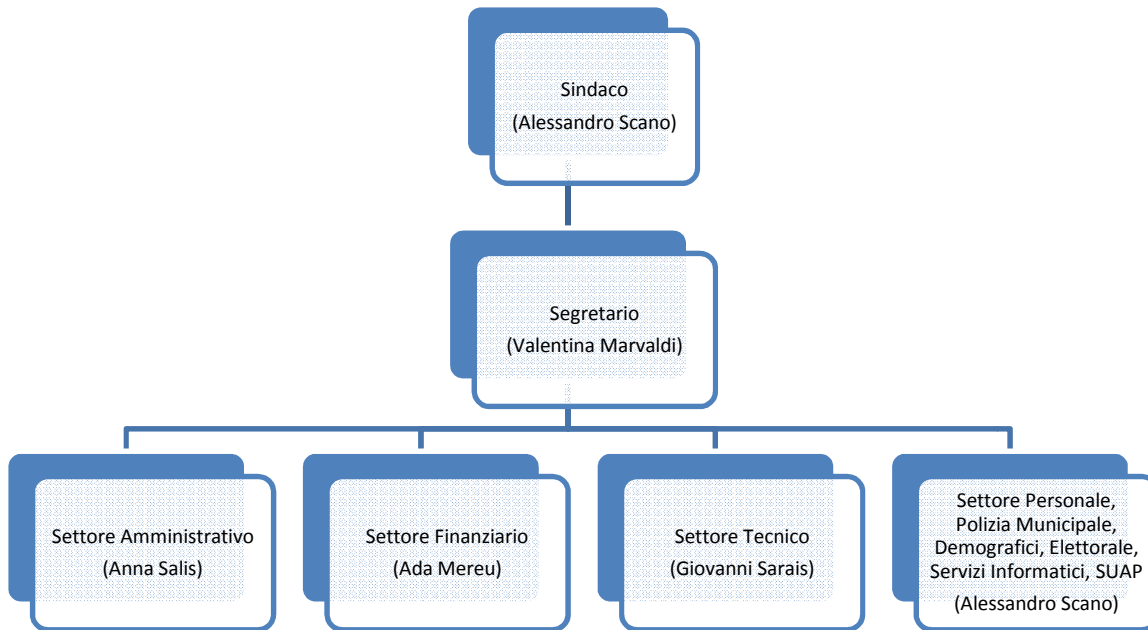 Sindaco
(Alessandro Scano)
Segretario
(Valentina Marvaldi)
Settore Amministrativo
(Anna Salis)
Settore Finanziario
(Ada Mereu)
Settore Tecnico
(Giovanni Sarais)
Settore Personale,
Polizia Municipale,
Demografici, Elettorale,
Servizi Informatici, SUAP
(Alessandro Scano)